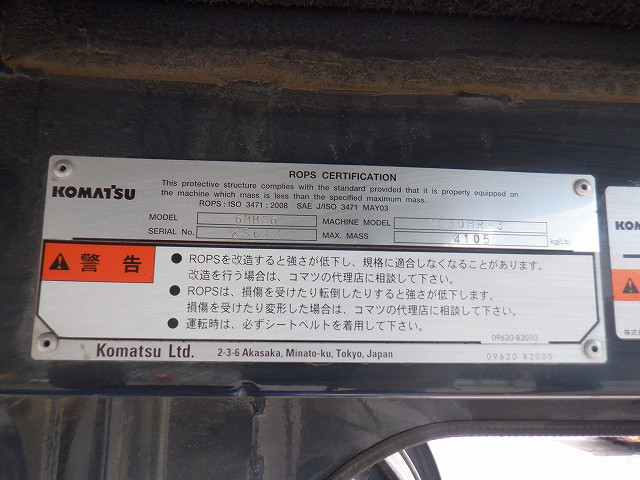 ROPS CERTIFICATION
KOMATSU
This protective structure complies with the standard provided that it is properly equipped on
the machine which mass is less than the specified maximum mass.
ROPS : ISO 3471 : 2008 SAE J/ISO 3471 MAY03
MODEL MACHINE MODEL
SERIAL No. MAX. MASS 4105 kg(Lb)
警告
● ROPSを改造すると強さが低下し、規格に適合しなくなることがあります。
改造を行う場合は、コマツの代理店に相談して下さい。
● ROPSは、損傷を受けたり転倒したりすると強さが低下します。
損傷を受けたり変形した場合は、コマツの代理店に相談して下さい。
● 運転時は、必ずシートベルトを着用して下さい。
09620-B2010
Komatsu Ltd. 2-3-6 Akasaka, Minato-ku, Tokyo, Japan
09620 B2000